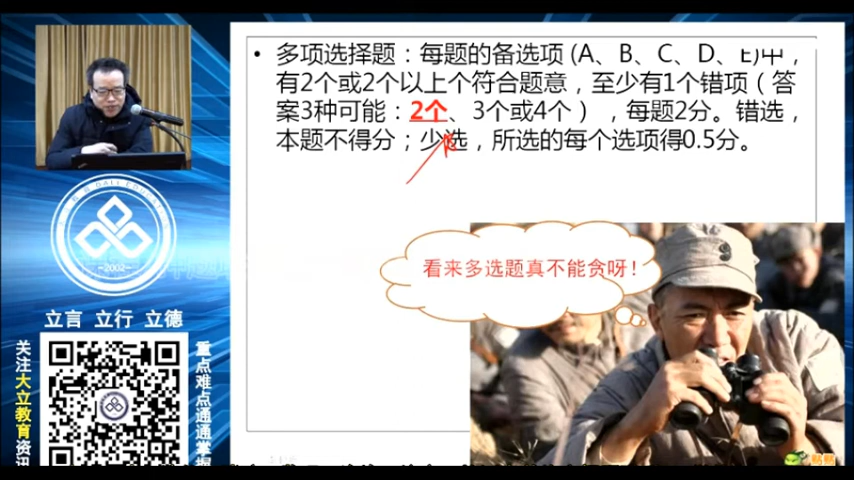 • 多项选择题：每题的备选项 (A、B、C、D、E)中，
有2个或2个以上个符合题意，至少有1个错项（答
案3种可能：2个、3个或4个），每题2分。错选，
本题不得分；少选，所选的每个选项得0.5分。
看来多选题真不能贪呀！
DALI EDUCATION
~2002~
立言 立行 立德
关注大立教育资讯
重点难点通通掌握